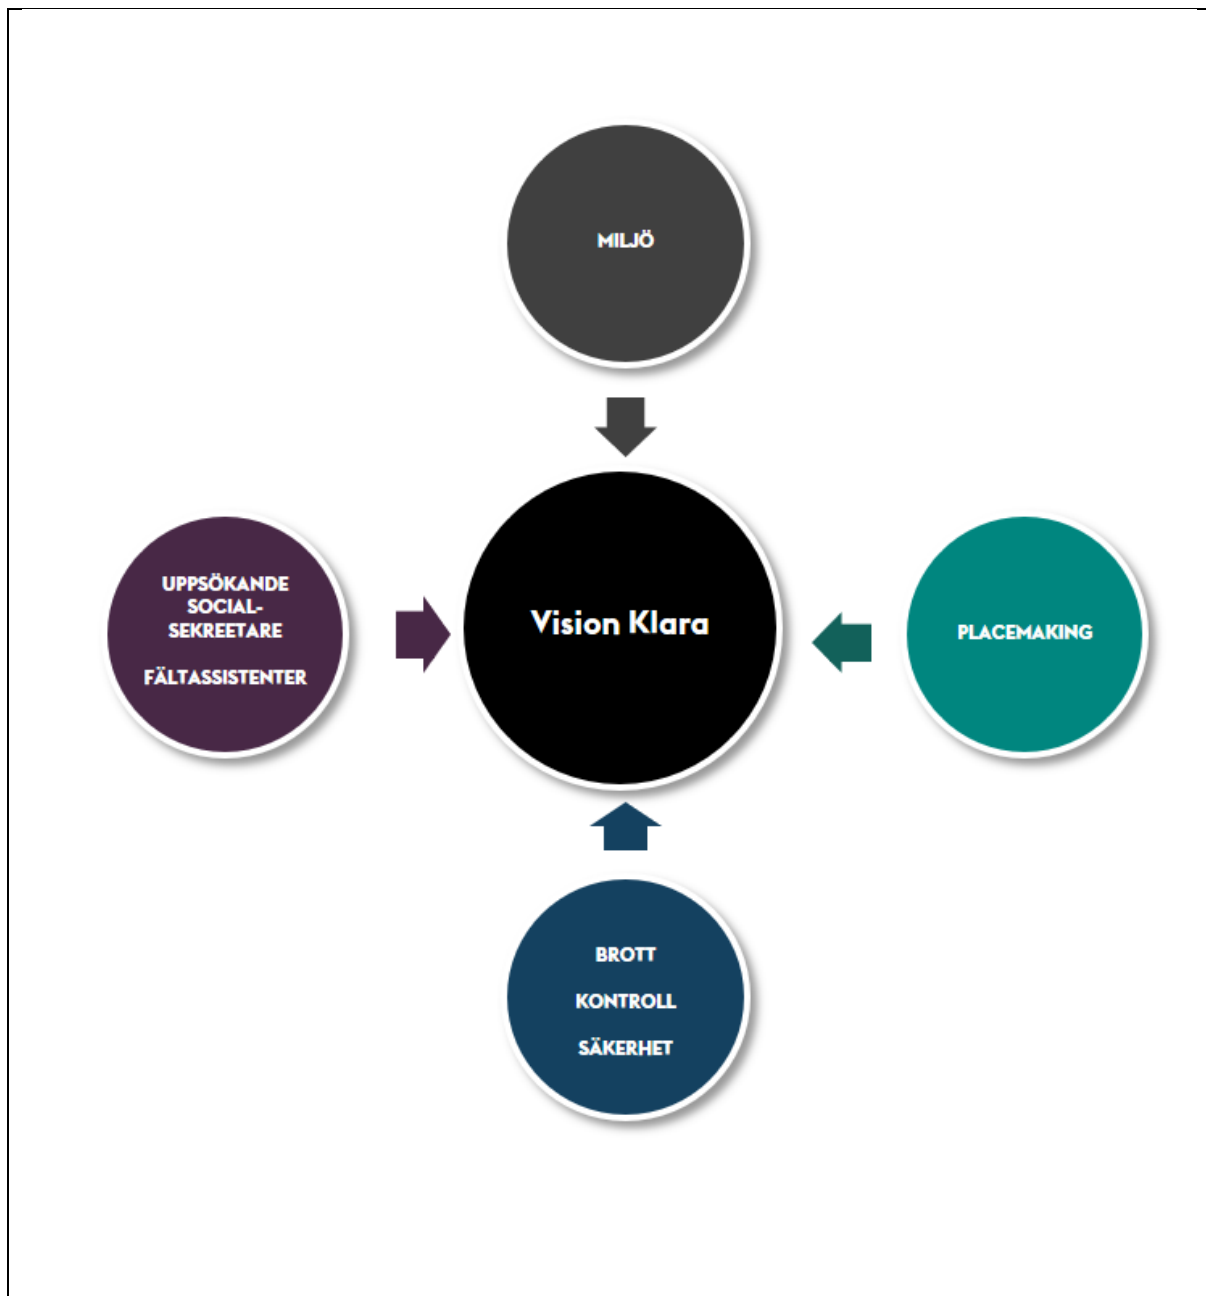 MILJÖ
UPPSÖKANDE
SOCIAL-
SEKREETARE
FÄLTASSISTENTER
Vision Klara
PLACEMAKING
BROTT
KONTROLL
SÄKERHET